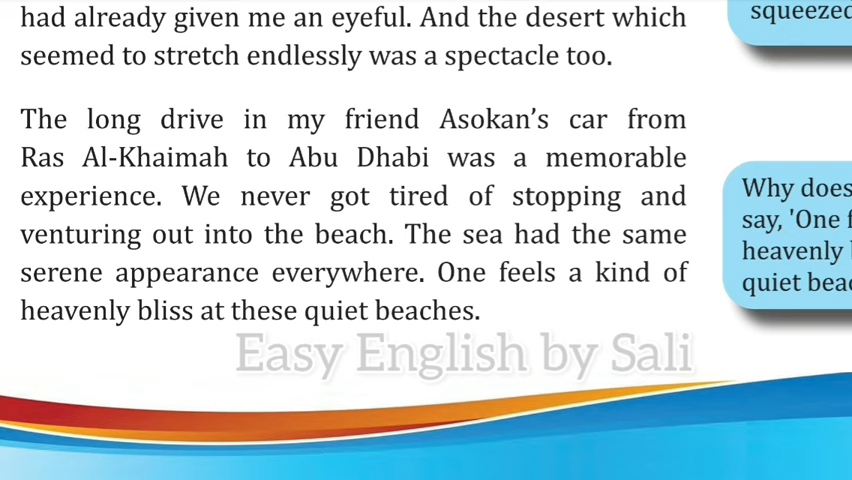 had already given me an eyeful. And the desert which
seemed to stretch endlessly was a spectacle too.
The long drive in my friend Asokan's car from
Ras Al-Khaimah to Abu Dhabi was a memorable
experience. We never got tired of stopping and
venturing out into the beach. The sea had the same
serene appearance everywhere. One feels a kind of
heavenly bliss at these quiet beaches.
squeezed
Why does
say, 'One f
heavenly b
quiet beac
Easy English by Sali